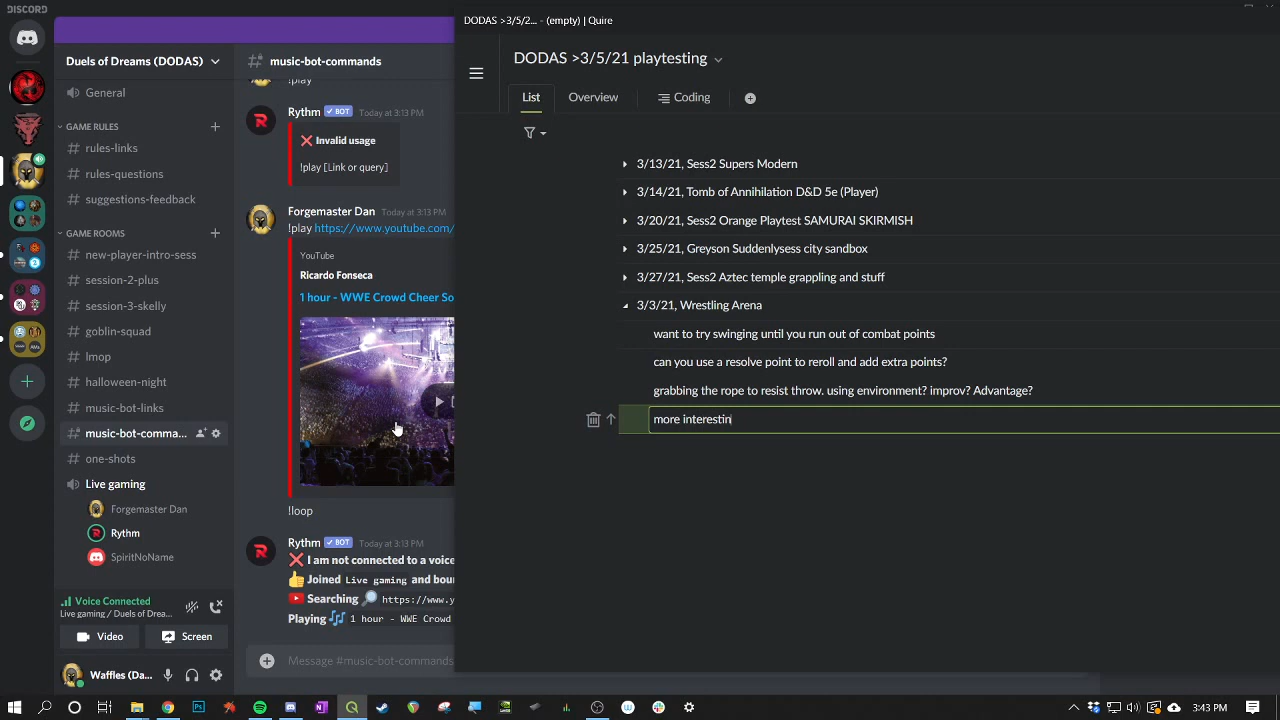 DISCORD
Duels of Dreams (DODAS)
General
GAME RULES
rules-links
rules-questions
suggestions-feedback
GAME ROOMS
new-player-intro-sess
session-2-plus
session-3-skelly
goblin-squad
lmop
halloween-night
music-bot-links
music-bot-comma...
one-shots
Live gaming
Forgemaster Dan
Rythm
SpiritNoName
Voice Connected
Live gaming / Duels of Drea...
Video
Screen
Waffles (Da...
music-bot-commands
!play
Rythm BOT Today at 3:13 PM
Invalid usage
!play [Link or query]
Forgemaster Dan Today at 3:13 PM
!play https://www.youtube.com/
YouTube
Ricardo Fonseca
1 hour - WWE Crowd Cheer So
!loop
Rythm BOT Today at 3:13 PM
I am not connected to a voice
Joined Live gaming and bour
Searching https://www.y
Playing 1 hour - WWE Crowd
Message #music-bot-commands
DODAS >3/5/2... - (empty) | Quire
DODAS >3/5/21 playtesting
List
Overview
Coding
3/13/21, Sess2 Supers Modern
3/14/21, Tomb of Annihilation D&D 5e (Player)
3/20/21, Sess2 Orange Playtest SAMURAI SKIRMISH
3/25/21, Greyson Suddenlysess city sandbox
3/27/21, Sess2 Aztec temple grappling and stuff
3/3/21, Wrestling Arena
want to try swinging until you run out of combat points
can you use a resolve point to reroll and add extra points?
grabbing the rope to resist throw. using environment? improv? Advantage?
more interestin
3:43 PM